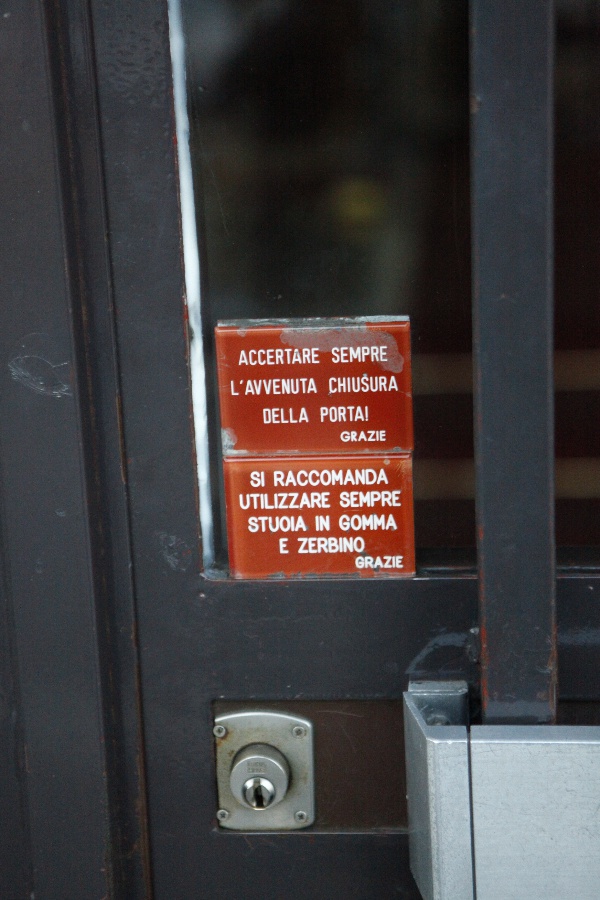 ACCERTARE SEMPRE
L'AVVENUTA CHIUSURA
DELLA PORTA!
GRAZIE
SI RACCOMANDA
UTILIZZARE SEMPRE
STUOIA IN GOMMA
E ZERBINO
GRAZIE